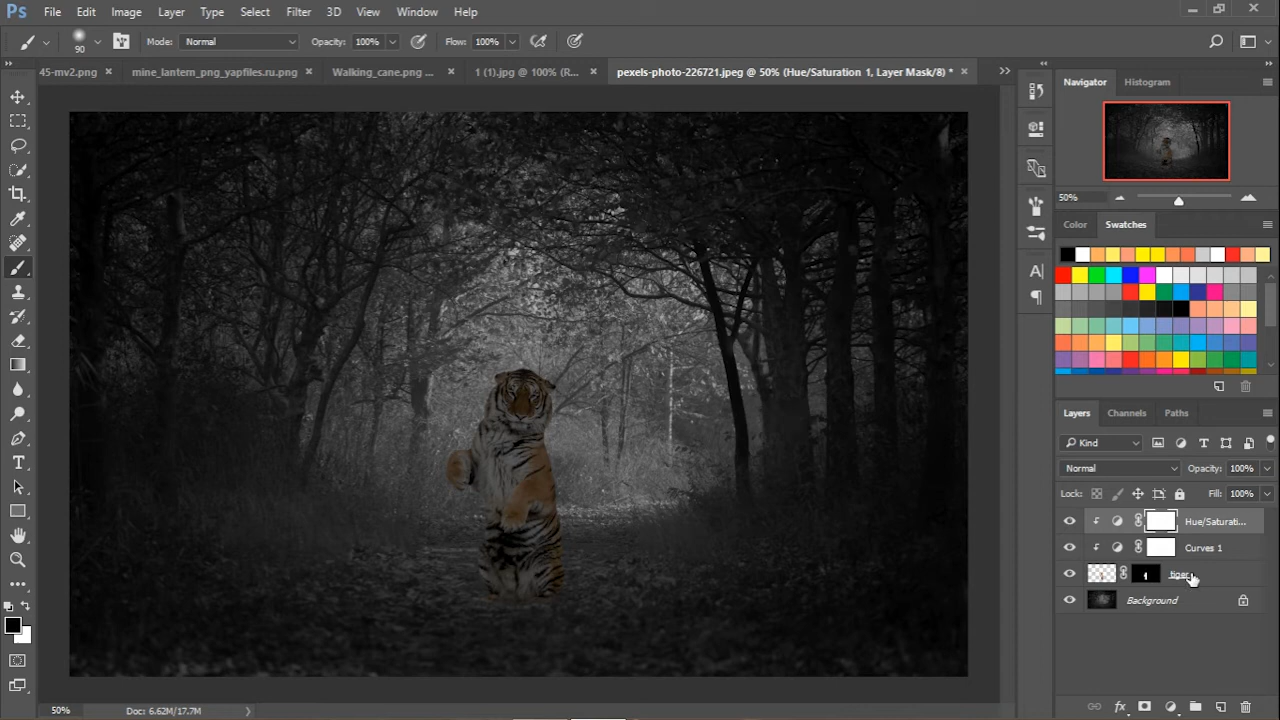 Ps File Edit Image Layer Type Select Filter 3D View Window Help
90 Mode: Normal Opacity: 100% Flow: 100%
45-mv2.png × mine_lantern_png_yapfiles.ru.png × Walking_cane.png ... × 1 (1).jpg @ 100% (R... × pexels-photo-226721.jpeg @ 50% (Hue/Saturation 1, Layer Mask/8) * ×
Navigator Histogram
50%
Color Swatches
Layers Channels Paths
Kind
Normal Opacity: 100%
Lock: Fill: 100%
Hue/Saturati...
Curves 1
tiger
Background
50% Doc: 6.62M/17.7M